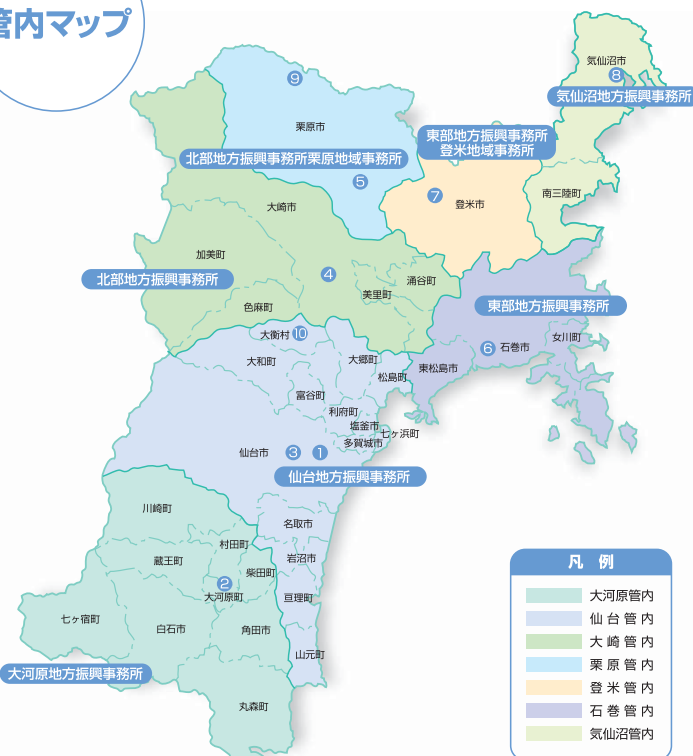 管内マップ
気仙沼市
⑧
気仙沼地方振興事務所
⑨
栗原市
東部地方振興事務所
登米地域事務所
北部地方振興事務所栗原地域事務所
⑤
⑦
登米市
南三陸町
大崎市
加美町
北部地方振興事務所
④
美里町
涌谷町
色麻町
東部地方振興事務所
大衡村
⑩
大和町
大郷町
松島町
東松島市
⑥
石巻市
女川町
富谷町
利府町
塩釜市
七ヶ浜町
多賀城市
仙台市
③
①
仙台地方振興事務所
川崎町
名取市
村田町
岩沼市
蔵王町
柴田町
②
大河原町
亘理町
七ヶ宿町
白石市
角田市
山元町
大河原地方振興事務所
丸森町
凡 例
大河原管内
仙台管内
大崎管内
栗原管内
登米管内
石巻管内
気仙沼管内